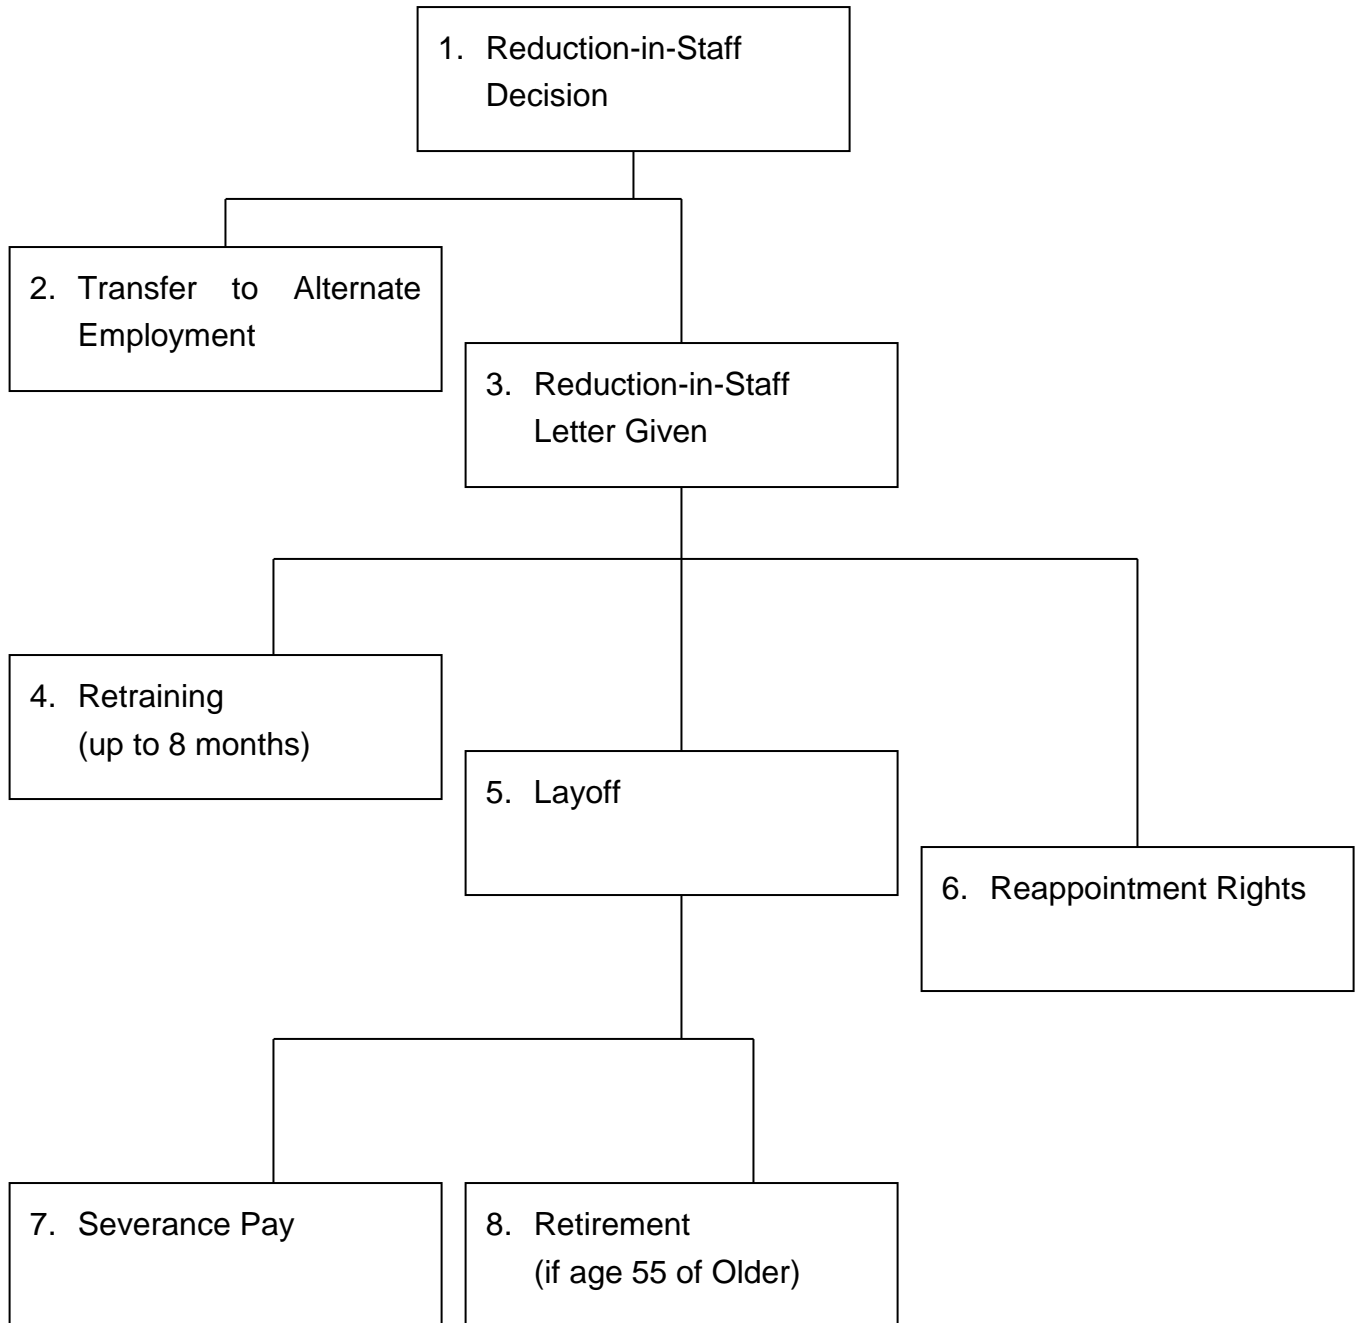 1. Reduction-in-Staff
Decision
2. Transfer to Alternate
Employment
3. Reduction-in-Staff
Letter Given
4. Retraining
(up to 8 months)
5. Layoff
6. Reappointment Rights
7. Severance Pay
8. Retirement
(if age 55 of Older)